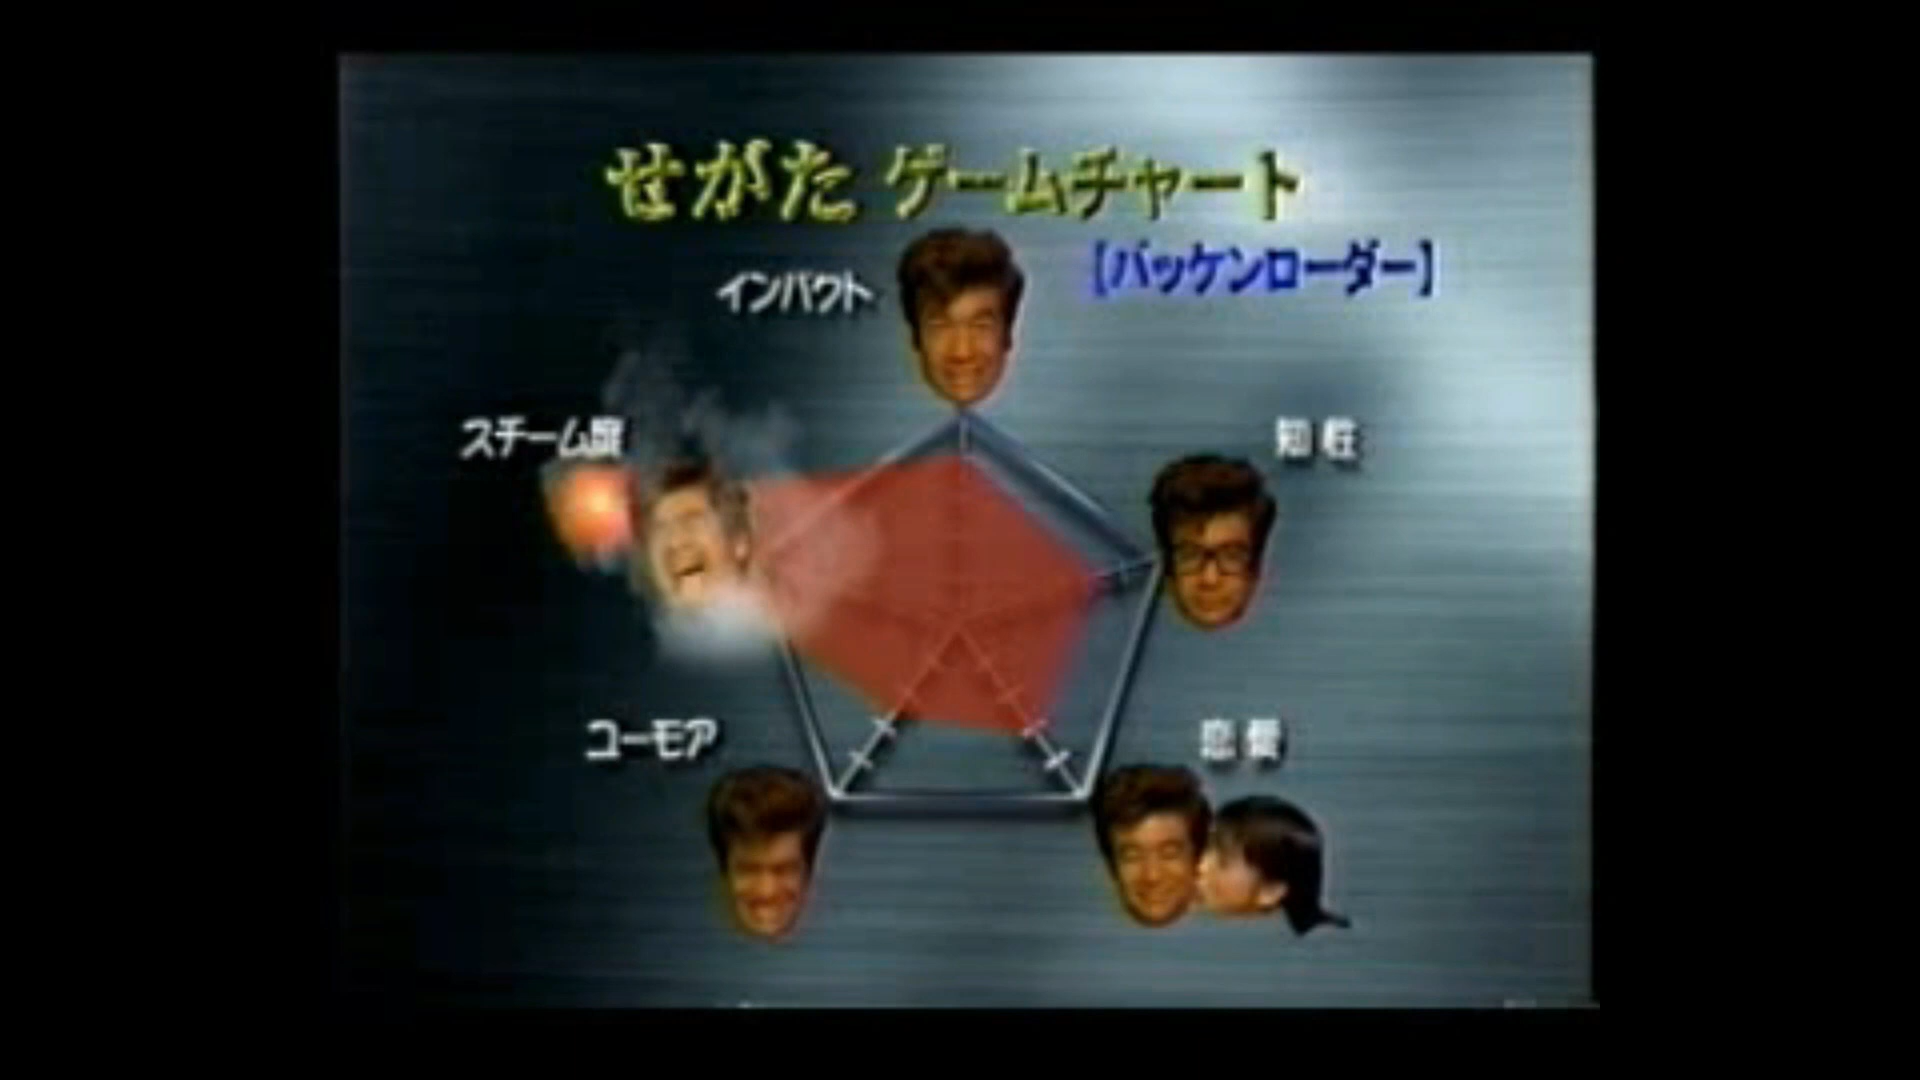 せがた ゲームチャート
[バッケンローダー]
インパクト
スチーム度
知性
ユーモア
恋愛